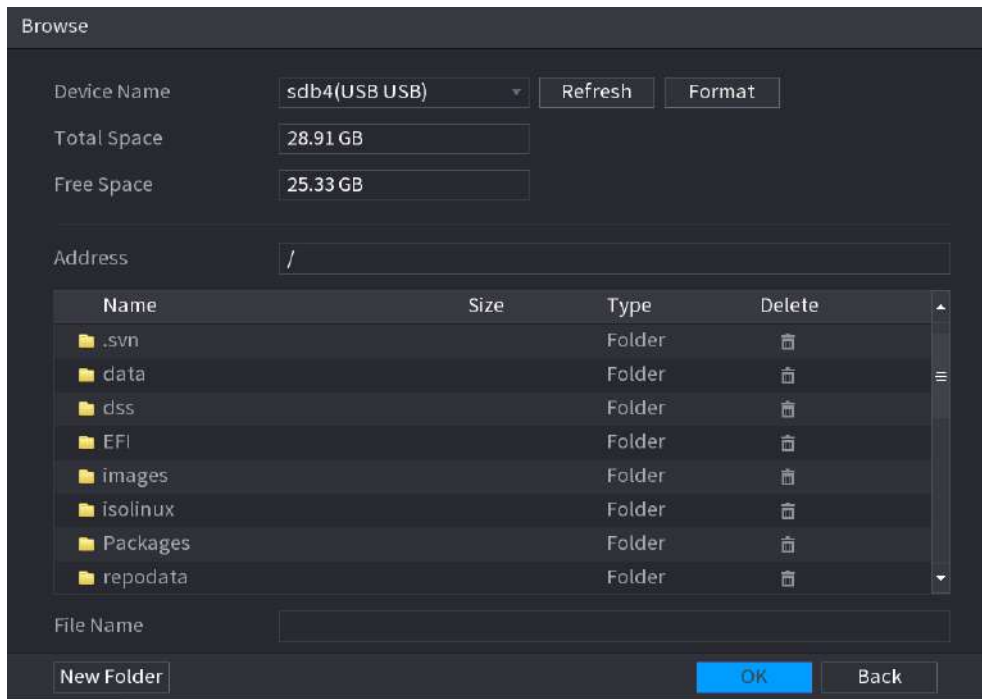 Browse
Device Name sdb4(USB USB) Refresh Format
Total Space 28.91 GB
Free Space 25.33 GB
Address /
Name Size Type Delete
.svn Folder
data Folder
dss Folder
EFI Folder
images Folder
isolinux Folder
Packages Folder
repodata Folder
File Name
New Folder OK Back